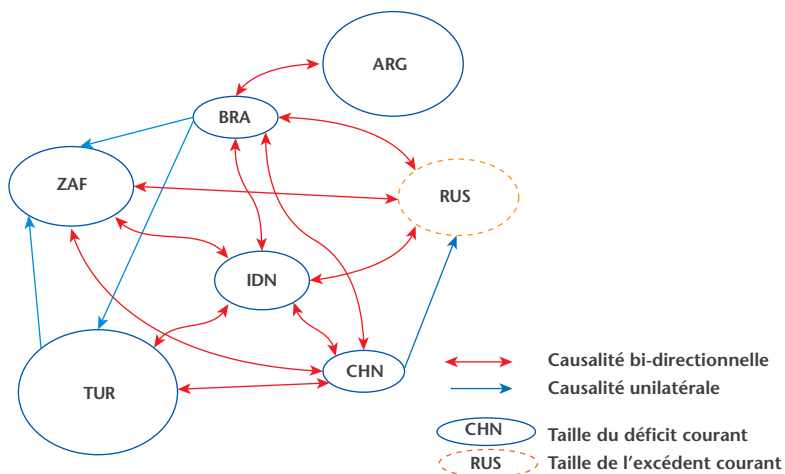 ARG
BRA
ZAF
RUS
IDN
CHN
TUR
Causalité bi-directionnelle
Causalité unilatérale
CHN Taille du déficit courant
RUS Taille de l'excédent courant